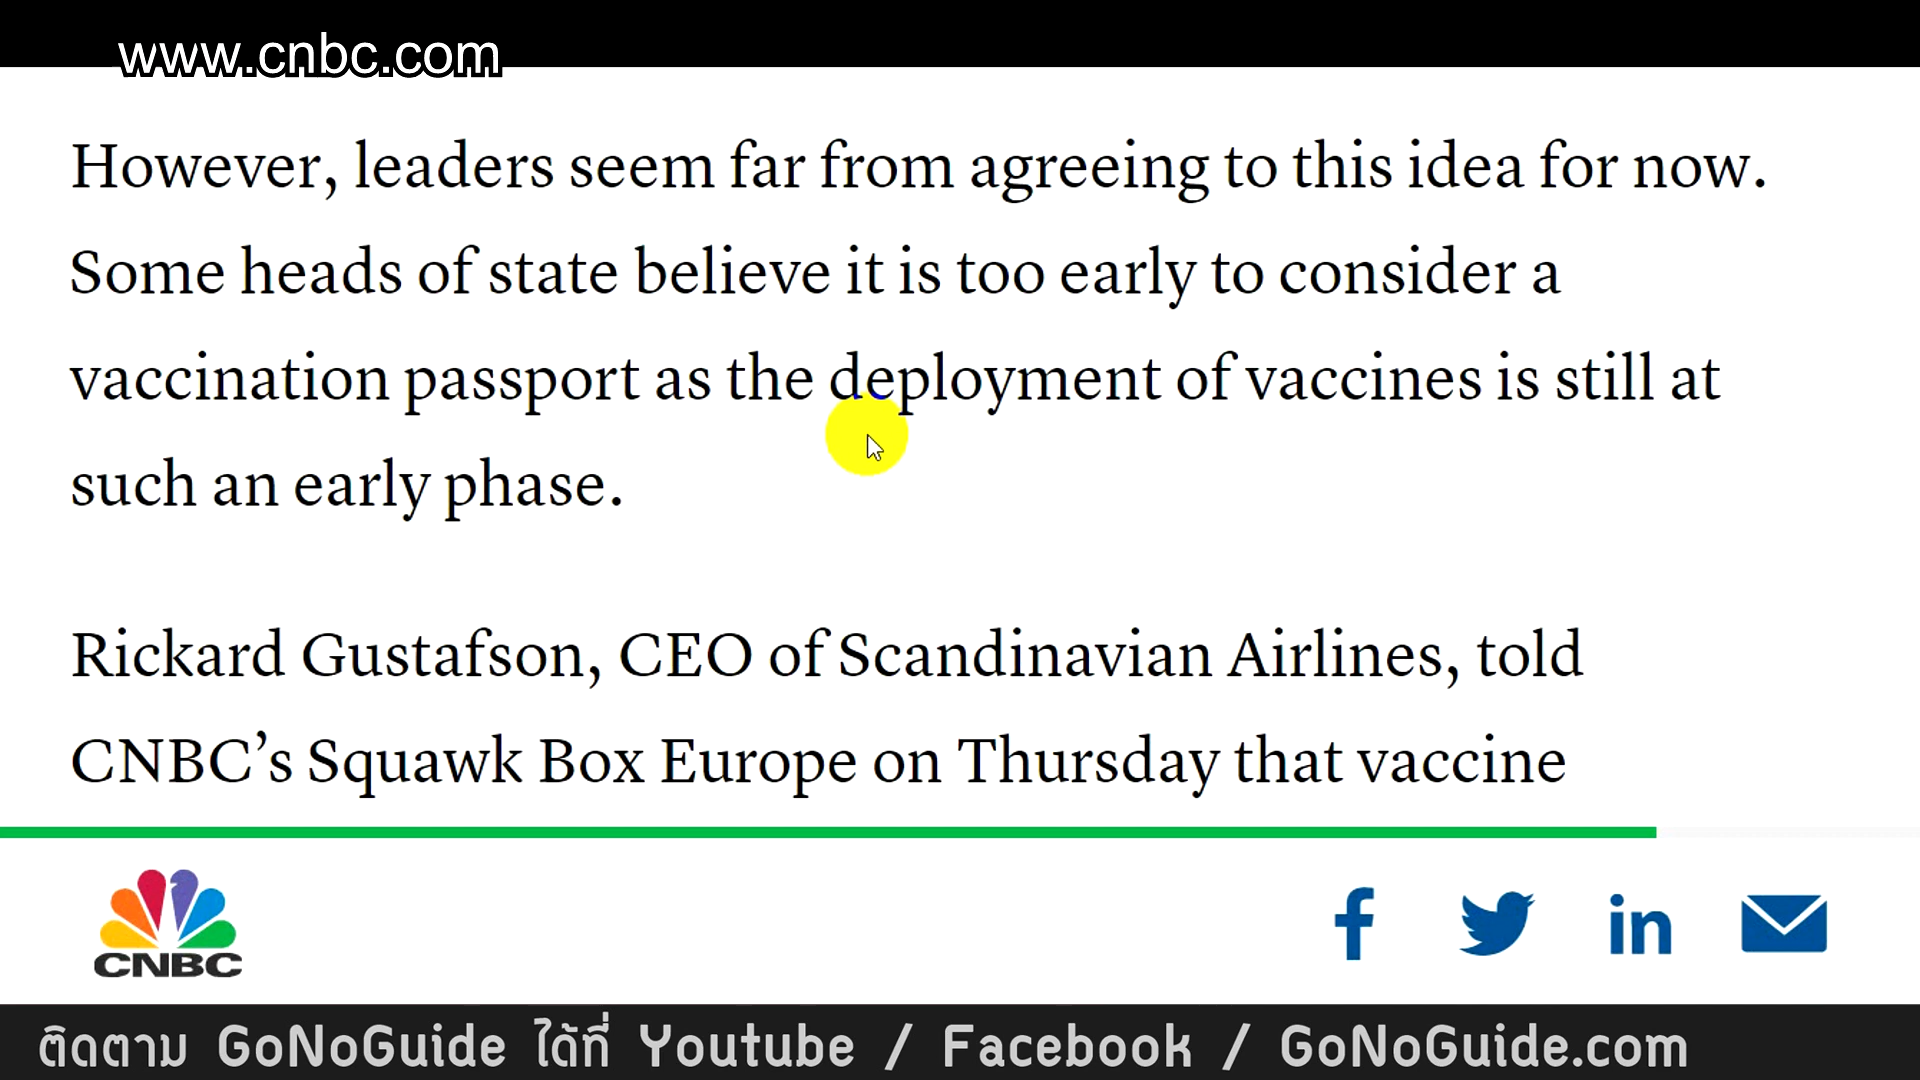 www.cnbc.com
However, leaders seem far from agreeing to this idea for now.
Some heads of state believe it is too early to consider a
vaccination passport as the deployment of vaccines is still at
such an early phase.
Rickard Gustafson, CEO of Scandinavian Airlines, told
CNBC’s Squawk Box Europe on Thursday that vaccine
CNBC
ติดตาม GoNoGuide ได้ที่ Youtube / Facebook / GoNoGuide.com